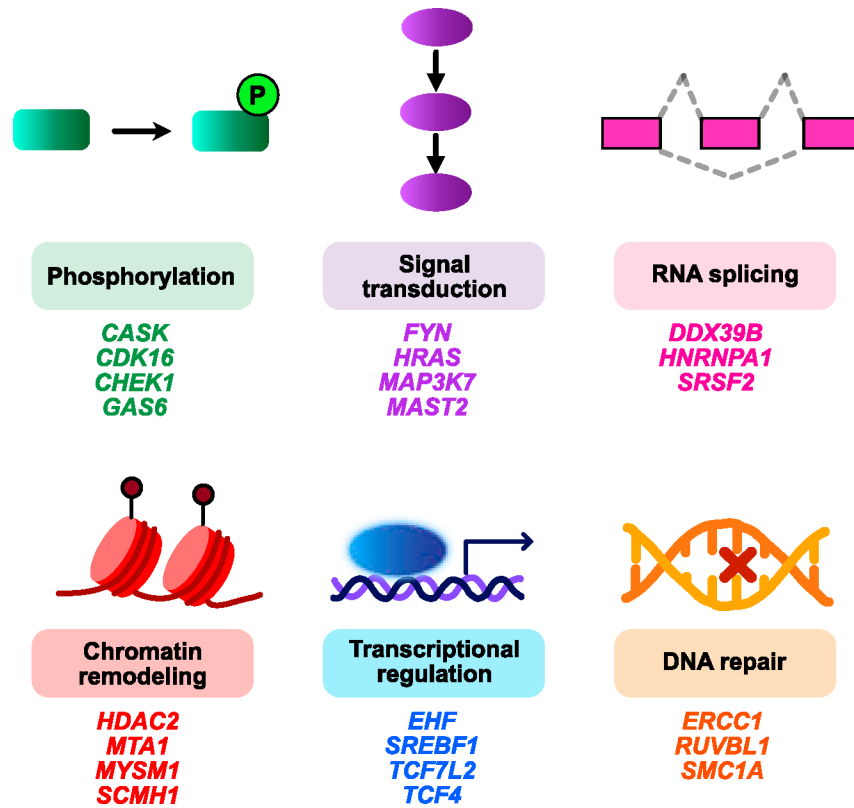 P
Phosphorylation
CASK
CDK16
CHEK1
GAS6
Signal
transduction
FYN
HRAS
MAP3K7
MAST2
RNA splicing
DDX39B
HNRNPA1
SRSF2
Chromatin
remodeling
HDAC2
MTA1
MYSM1
SCMH1
Transcriptional
regulation
EHF
SREBF1
TCF7L2
TCF4
DNA repair
ERCC1
RUVBL1
SMC1A